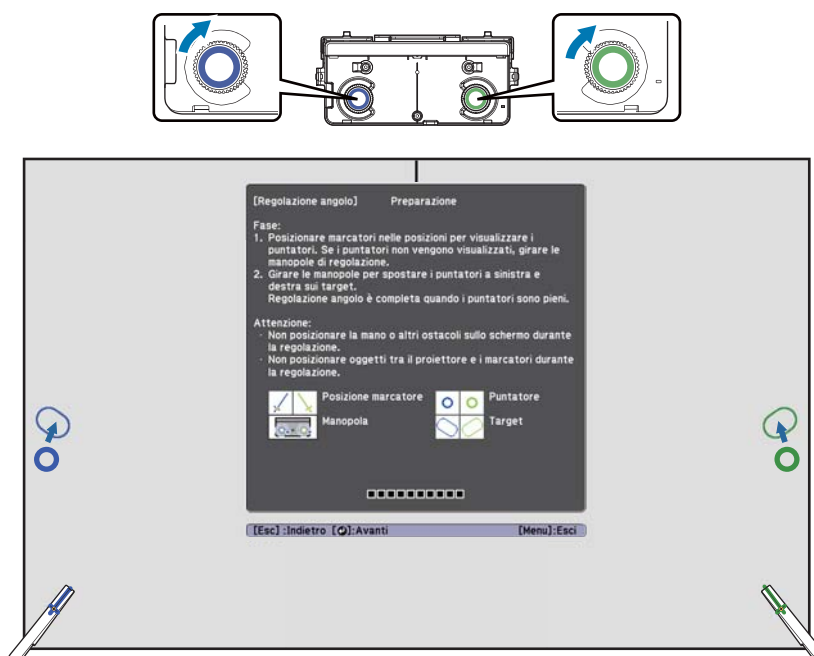 [Regolazione angolo] Preparazione
Fase:
1. Posizionare marcatori nelle posizioni per visualizzare i
puntatori. Se i puntatori non vengono visualizzati, girare le
manopole di regolazione.
2. Girare le manopole per spostare i puntatori a sinistra e
destra sui target.
Regolazione angolo è completa quando i puntatori sono pieni.
Attenzione:
· Non posizionare la mano o altri ostacoli sullo schermo durante
la regolazione.
· Non posizionare oggetti tra il proiettore e i marcatori durante
la regolazione.
Posizione marcatore Puntatore
Manopola Target
[Esc] :Indietro [⏎]:Avanti [Menu]:Esci